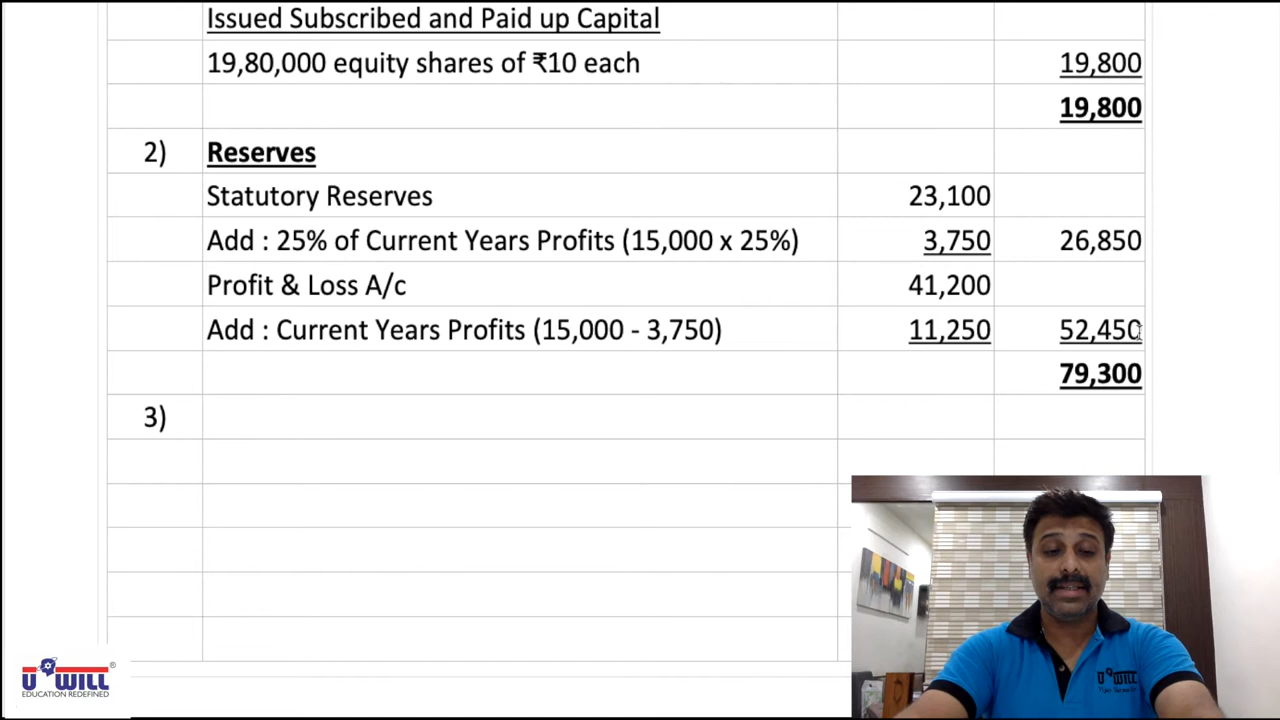 Issued Subscribed and Paid up Capital
19,80,000 equity shares of ₹10 each 19,800
19,800
2) Reserves
Statutory Reserves 23,100
Add : 25% of Current Years Profits (15,000 x 25%) 3,750 26,850
Profit & Loss A/c 41,200
Add : Current Years Profits (15,000 - 3,750) 11,250 52,450
79,300
3)
U WILL ®
EDUCATION REDEFINED
U WILL